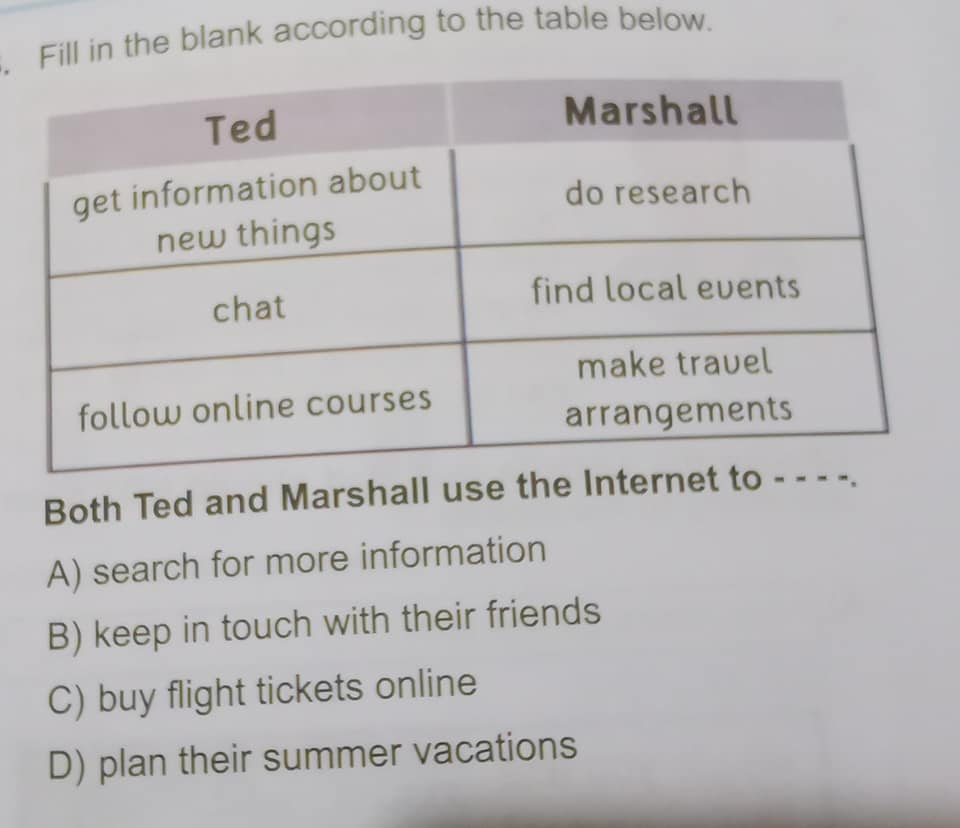 Fill in the blank according to the table below.
Ted Marshall
get information about
new things
do research
chat
find local events
follow online courses
make travel
arrangements
Both Ted and Marshall use the Internet to - - - -.
A) search for more information
B) keep in touch with their friends
C) buy flight tickets online
D) plan their summer vacations